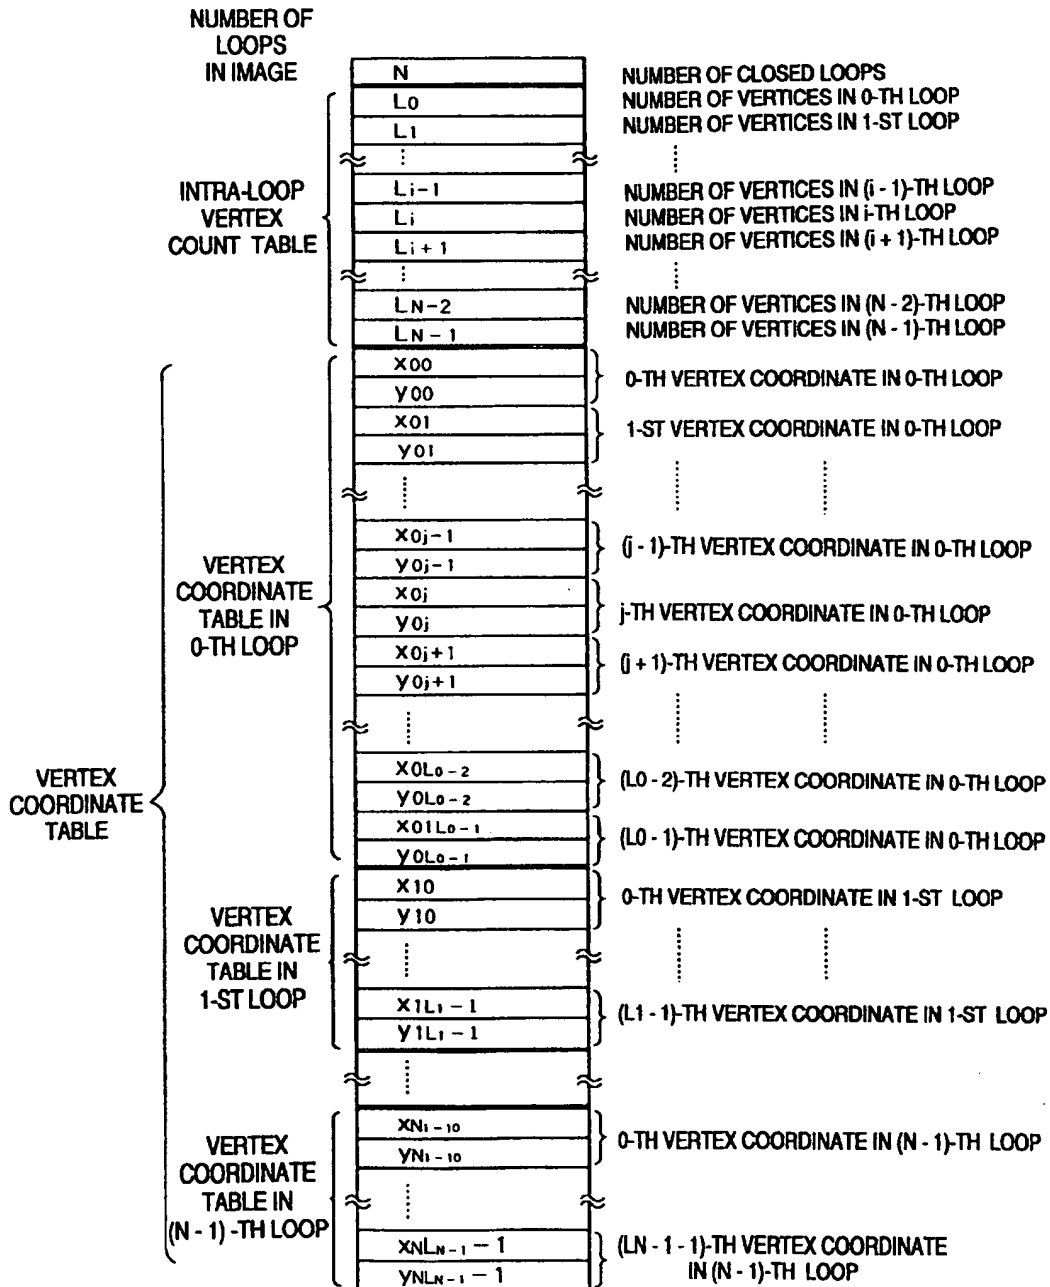 NUMBER OF
LOOPS
IN IMAGE
N
NUMBER OF CLOSED LOOPS
L0
NUMBER OF VERTICES IN 0-TH LOOP
L1
NUMBER OF VERTICES IN 1-ST LOOP
INTRA-LOOP
VERTEX
COUNT TABLE
Li-1
NUMBER OF VERTICES IN (i - 1)-TH LOOP
Li
NUMBER OF VERTICES IN i-TH LOOP
Li+1
NUMBER OF VERTICES IN (i + 1)-TH LOOP
LN-2
NUMBER OF VERTICES IN (N - 2)-TH LOOP
LN-1
NUMBER OF VERTICES IN (N - 1)-TH LOOP
VERTEX
COORDINATE
TABLE
VERTEX
COORDINATE
TABLE IN
0-TH LOOP
x00
y00
0-TH VERTEX COORDINATE IN 0-TH LOOP
x01
y01
1-ST VERTEX COORDINATE IN 0-TH LOOP
x0j-1
y0j-1
(j - 1)-TH VERTEX COORDINATE IN 0-TH LOOP
x0j
y0j
j-TH VERTEX COORDINATE IN 0-TH LOOP
x0j+1
y0j+1
(j + 1)-TH VERTEX COORDINATE IN 0-TH LOOP
x0L0-2
y0L0-2
(L0 - 2)-TH VERTEX COORDINATE IN 0-TH LOOP
x01L0-1
y0L0-1
(L0 - 1)-TH VERTEX COORDINATE IN 0-TH LOOP
VERTEX
COORDINATE
TABLE IN
1-ST LOOP
x10
y10
0-TH VERTEX COORDINATE IN 1-ST LOOP
x1L1-1
y1L1-1
(L1 - 1)-TH VERTEX COORDINATE IN 1-ST LOOP
VERTEX
COORDINATE
TABLE IN
(N - 1) -TH LOOP
xN1-10
yN1-10
0-TH VERTEX COORDINATE IN (N - 1)-TH LOOP
xNLN-1-1
yNLN-1-1
(LN - 1 - 1)-TH VERTEX COORDINATE
IN (N - 1)-TH LOOP